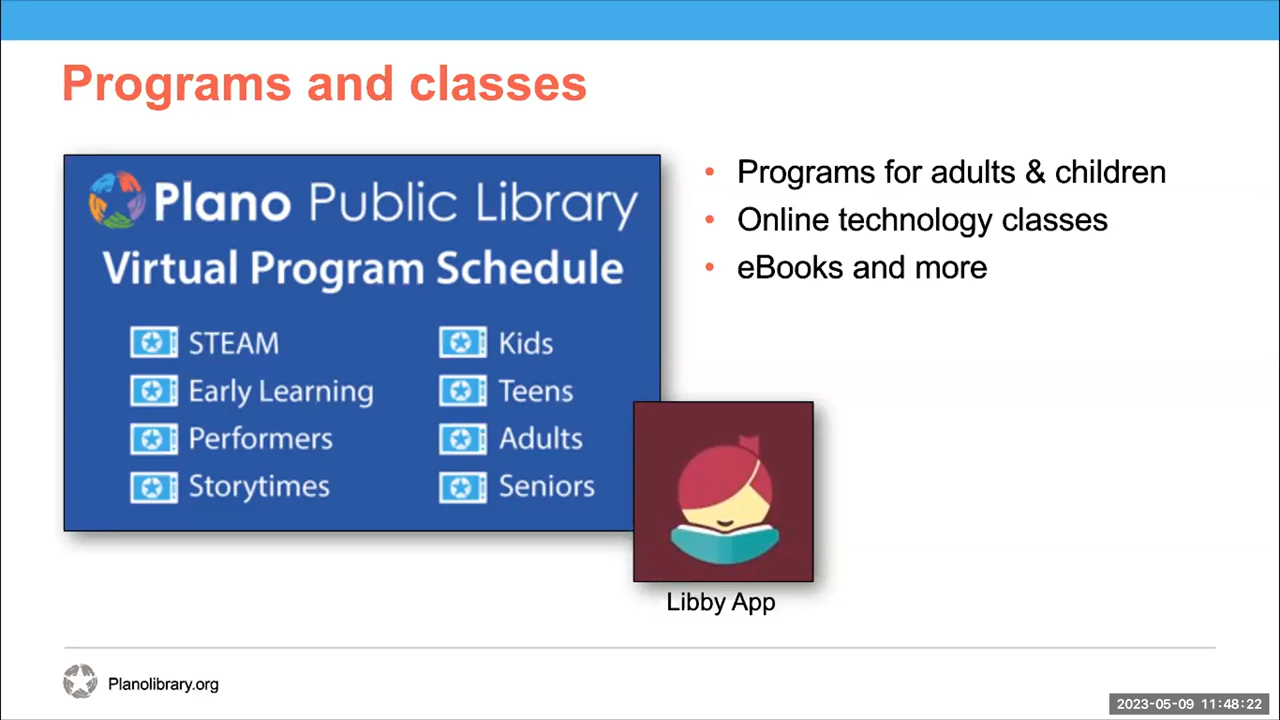 Programs and classes
Plano Public Library
Virtual Program Schedule
STEAM
Early Learning
Performers
Storytimes
Kids
Teens
Adults
Seniors
• Programs for adults & children
• Online technology classes
• eBooks and more
Libby App
Planolibrary.org
2023-05-09 11:48:22